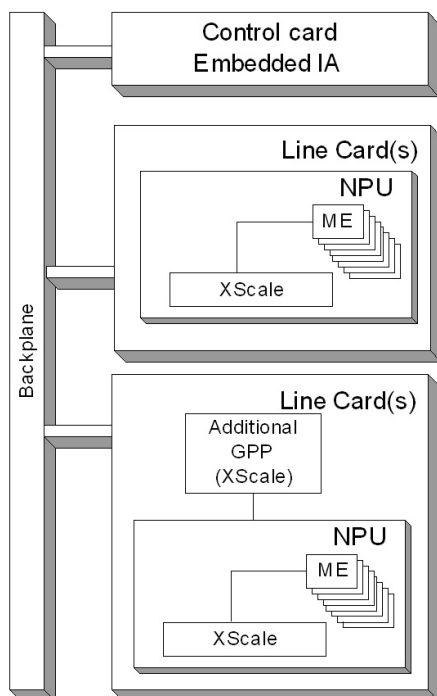 Control card
Embedded IA
Backplane
Line Card(s)
NPU
ME
XScale
Line Card(s)
Additional
GPP
(XScale)
NPU
ME
XScale